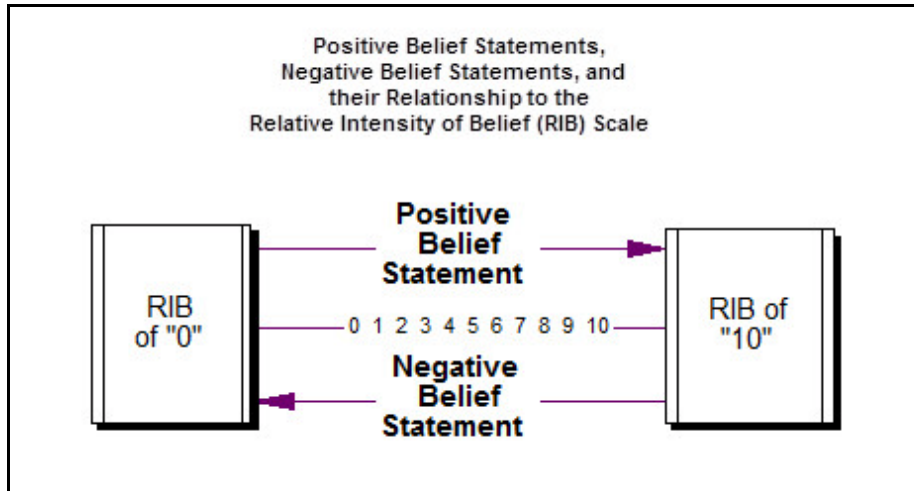 Positive Belief Statements,
Negative Belief Statements, and
their Relationship to the
Relative Intensity of Belief (RIB) Scale
Positive
Belief
Statement
RIB
of "0"
0 1 2 3 4 5 6 7 8 9 10
RIB of
"10"
Negative
Belief
Statement